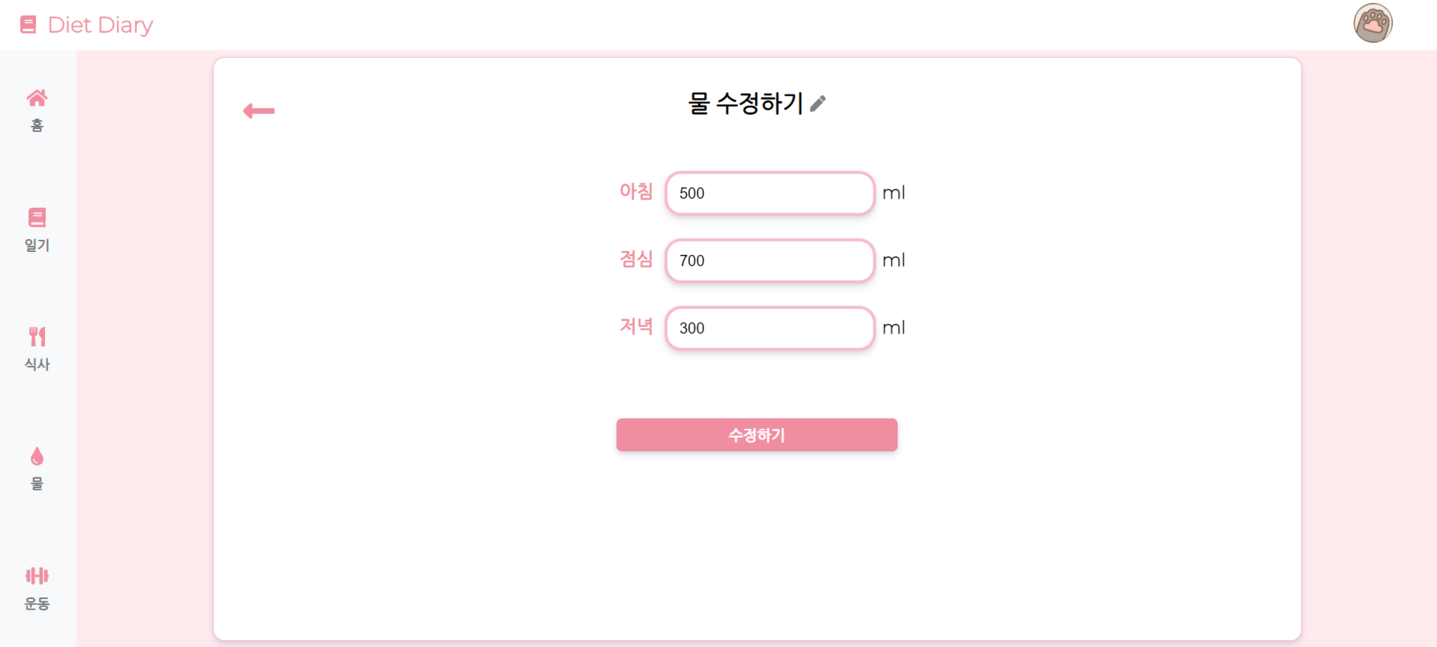 Diet Diary
홈
일기
식사
물
운동
물 수정하기
아침 500 ml
점심 700 ml
저녁 300 ml
수정하기